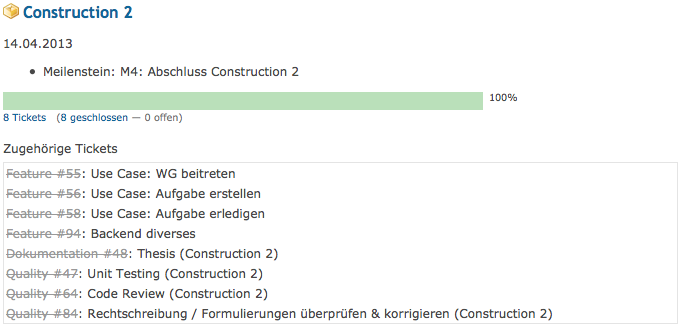 Construction 2
14.04.2013
Meilenstein: M4: Abschluss Construction 2
100%
8 Tickets (8 geschlossen — 0 offen)
Zugehörige Tickets
Feature #55: Use Case: WG beitreten
Feature #56: Use Case: Aufgabe erstellen
Feature #58: Use Case: Aufgabe erledigen
Feature #94: Backend diverses
Dokumentation #48: Thesis (Construction 2)
Quality #47: Unit Testing (Construction 2)
Quality #64: Code Review (Construction 2)
Quality #84: Rechtschreibung / Formulierungen überprüfen & korrigieren (Construction 2)